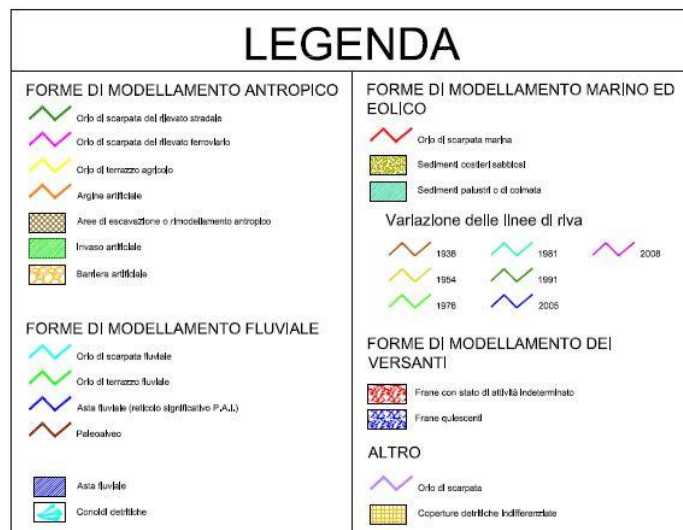 LEGENDA
FORME DI MODELLAMENTO ANTROPICO
Orlo di scarpata del rilevato stradale
Orlo di scarpata del rilevato ferroviario
Orlo di terrazzo agricolo
Argine artificiale
Aree di escavazione o rimodellamento antropico
Invaso artificiale
Barriera artificiale
FORME DI MODELLAMENTO FLUVIALE
Orlo di scarpata fluviale
Orlo di terrazzo fluviale
Asta fluviale (reticolo significativo P.A.I.)
Paleoalveo
Asta fluviale
Conoidi detritiche
FORME DI MODELLAMENTO MARINO ED
EOLICO
Orlo di scarpata marina
Sedimenti costieri sabbiosi
Sedimenti palustri o di colmata
Variazione delle linee di riva
1938 1981 2008
1954 1991
1976 2005
FORME DI MODELLAMENTO DEI
VERSANTI
Frane con stato di attività indeterminato
Frane quiescenti
ALTRO
Orlo di scarpata
Coperture detritiche indifferenziate